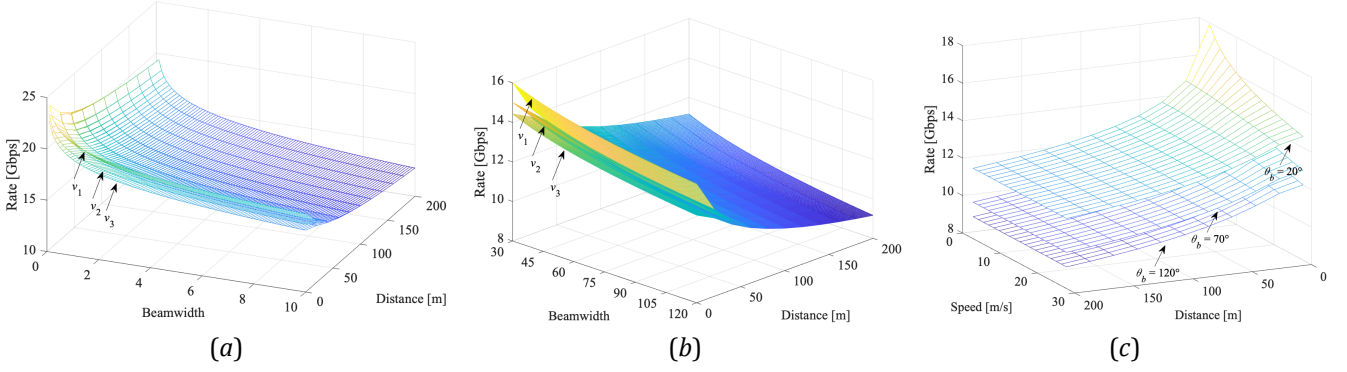 25
20
15
10
Rate [Gbps]
v1
v2 v3
0
2
4
6
8
10
Beamwidth
0
50
100
150
200
Distance [m]
(a)
16
14
12
10
8
Rate [Gbps]
v1
v2
v3
30
45
60
75
90
105
120
Beamwidth
0
50
100
150
200
Distance [m]
(b)
18
16
14
12
10
8
Rate [Gbps]
θb = 20°
θb = 70°
θb = 120°
0
10
20
30
Speed [m/s]
200
150
100
50
0
Distance [m]
(c)